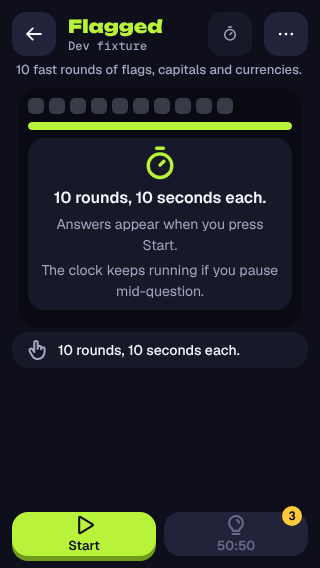 Flagged
Dev fixture
10 fast rounds of flags, capitals and currencies.
10 rounds, 10 seconds each.
Answers appear when you press
Start.
The clock keeps running if you pause
mid-question.
10 rounds, 10 seconds each.
Start
3
50:50